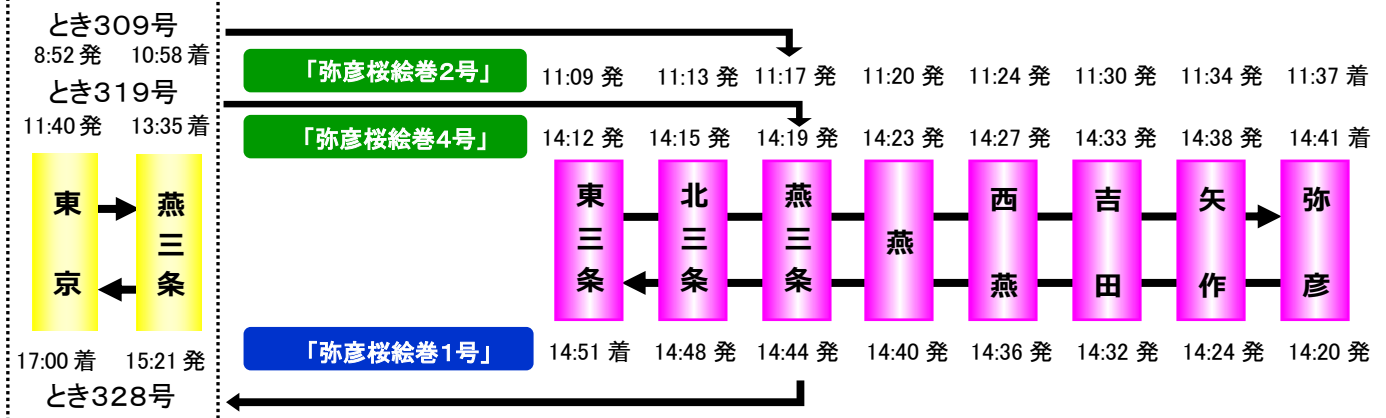 とき309号
8:52 発 10:58 着
「弥彦桜絵巻2号」 11:09 発 11:13 発 11:17 発 11:20 発 11:24 発 11:30 発 11:34 発 11:37 着
とき319号
11:40 発 13:35 着
「弥彦桜絵巻4号」 14:12 発 14:15 発 14:19 発 14:23 発 14:27 発 14:33 発 14:38 発 14:41 着
東京 燕三条
東三条 北三条 燕三条 燕 西燕 吉田 矢作 弥彦
「弥彦桜絵巻1号」 14:51 着 14:48 発 14:44 発 14:40 発 14:36 発 14:32 発 14:24 発 14:20 発
17:00 着 15:21 発
とき328号